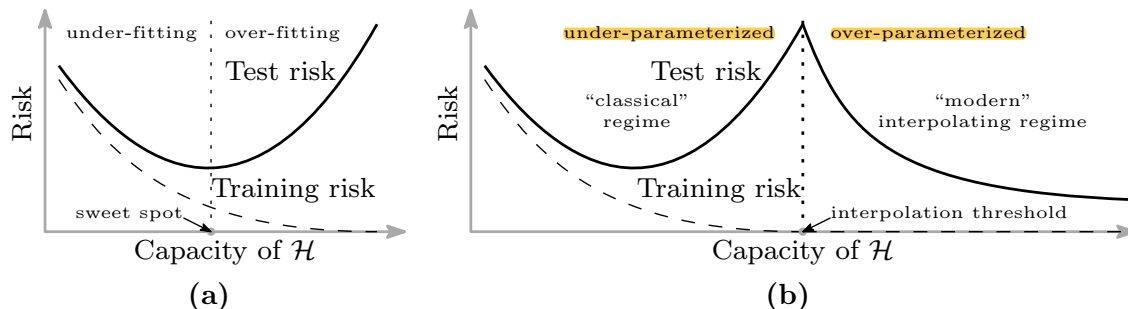 under-fitting
over-fitting
Test risk
Risk
Training risk
sweet spot
Capacity of ℋ
(a)
under-parameterized
over-parameterized
Test risk
“classical”
regime
“modern”
interpolating regime
Risk
Training risk
interpolation threshold
Capacity of ℋ
(b)